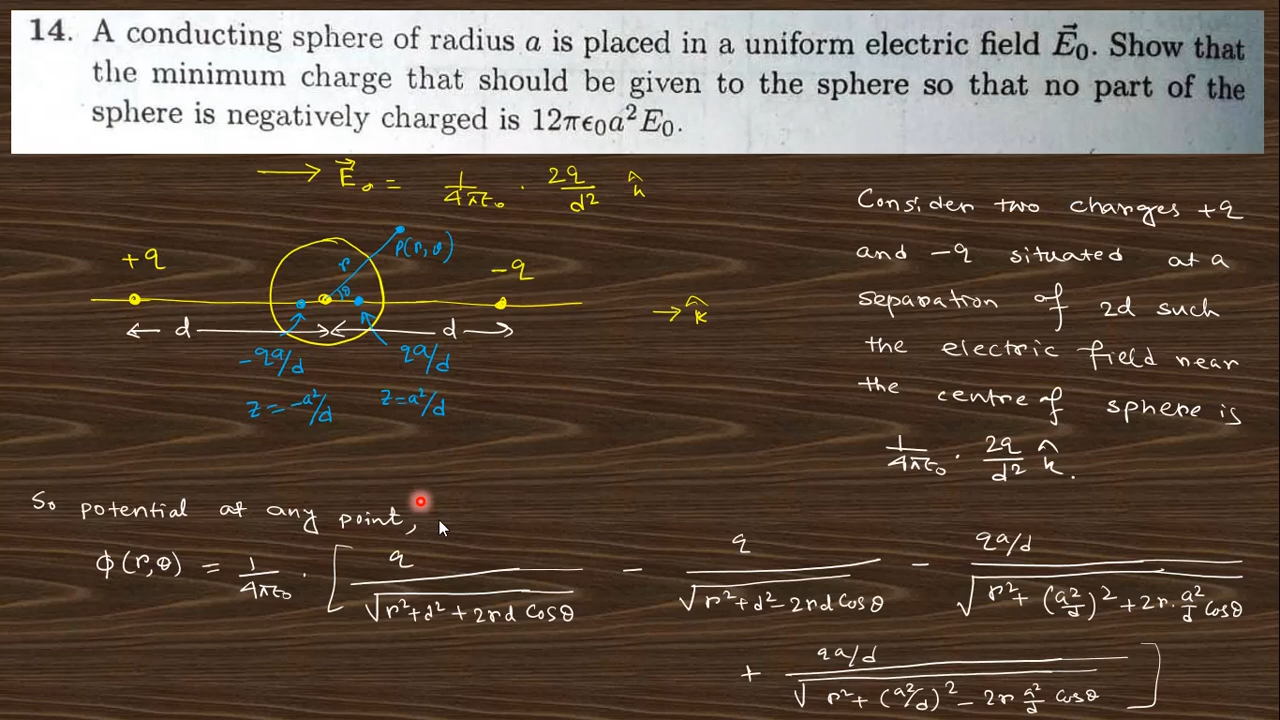 14. A conducting sphere of radius a is placed in a uniform electric field E⃗₀. Show that
the minimum charge that should be given to the sphere so that no part of the
sphere is negatively charged is 12πϵ₀a²E₀.
→ E⃗₀ = 1/4πϵ₀ · 2q/d² k̂
+q
P(r,θ)
r
θ
-q
→ k̂
d
d
-qa/d
qa/d
z = -a²/d
z = a²/d
Consider two charges +q
and -q situated at a
separation of 2d such
the electric field near
the centre of sphere is
1/4πϵ₀ · 2q/d² k̂.
So potential at any point,
ϕ(r,θ) = 1/4πϵ₀ · [ q/√(r²+d²+2rd cosθ) - q/√(r²+d²-2rd cosθ) - qa/d/√(r²+(a²/d)²+2r·a²/d cosθ)
+ qa/d/√(r²+(a²/d)²-2r a²/d cosθ) ]